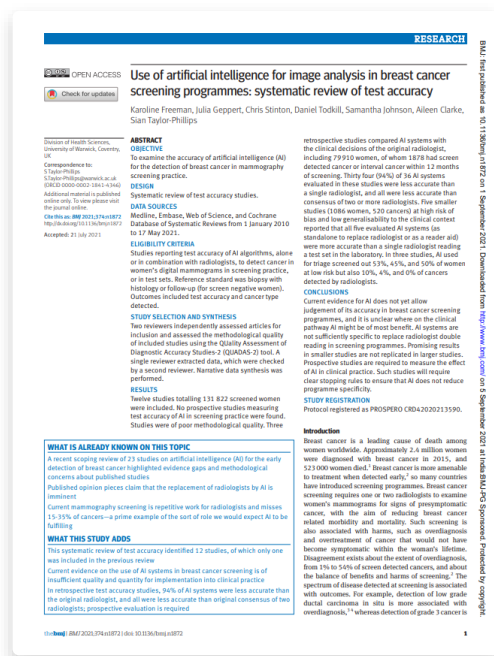 RESEARCH
OPEN ACCESS
Check for updates
Use of artificial intelligence for image analysis in breast cancer
screening programmes: systematic review of test accuracy
Karoline Freeman, Julia Geppert, Chris Stinton, Daniel Todkill, Samantha Johnson, Aileen Clarke,
Sian Taylor-Phillips
Division of Health Sciences,
University of Warwick, Coventry,
UK
Correspondence to:
S Taylor-Phillips
S.Taylor-Phillips@warwick.ac.uk
(ORCID 0000-0002-1841-4346)
Additional material is published
online only. To view please visit
the journal online.
Cite this as: BMJ 2021;374:n1872
http://dx.doi.org/10.1136/bmj.n1872
Accepted: 21 July 2021
ABSTRACT
OBJECTIVE
To examine the accuracy of artificial intelligence (AI)
for the detection of breast cancer in mammography
screening practice.
DESIGN
Systematic review of test accuracy studies.
DATA SOURCES
Medline, Embase, Web of Science, and Cochrane
Database of Systematic Reviews from 1 January 2010
to 17 May 2021.
ELIGIBILITY CRITERIA
Studies reporting test accuracy of AI algorithms, alone
or in combination with radiologists, to detect cancer in
women's digital mammograms in screening practice,
or in test sets. Reference standard was biopsy with
histology or follow-up (for screen negative women).
Outcomes included test accuracy and cancer type
detected.
STUDY SELECTION AND SYNTHESIS
Two reviewers independently assessed articles for
inclusion and assessed the methodological quality
of included studies using the QUality Assessment of
Diagnostic Accuracy Studies-2 (QUADAS-2) tool. A
single reviewer extracted data, which were checked
by a second reviewer. Narrative data synthesis was
performed.
RESULTS
Twelve studies totalling 131 822 screened women
were included. No prospective studies measuring
test accuracy of AI in screening practice were found.
Studies were of poor methodological quality. Three
retrospective studies compared AI systems with
the clinical decisions of the original radiologist,
including 79 910 women, of whom 1878 had screen
detected cancer or interval cancer within 12 months
of screening. Thirty four (94%) of 36 AI systems
evaluated in these studies were less accurate than
a single radiologist, and all were less accurate than
consensus of two or more radiologists. Five smaller
studies (1086 women, 520 cancers) at high risk of
bias and low generalisability to the clinical context
reported that all five evaluated AI systems (as
standalone to replace radiologist or as a reader aid)
were more accurate than a single radiologist reading
a test set in the laboratory. In three studies, AI used
for triage screened out 53%, 45%, and 50% of women
at low risk but also 10%, 4%, and 0% of cancers
detected by radiologists.
CONCLUSIONS
Current evidence for AI does not yet allow
judgement of its accuracy in breast cancer screening
programmes, and it is unclear where on the clinical
pathway AI might be of most benefit. AI systems are
not sufficiently specific to replace radiologist double
reading in screening programmes. Promising results
in smaller studies are not replicated in larger studies.
Prospective studies are required to measure the effect
of AI in clinical practice. Such studies will require
clear stopping rules to ensure that AI does not reduce
programme specificity.
STUDY REGISTRATION
Protocol registered as PROSPERO CRD42020213590.
Introduction
Breast cancer is a leading cause of death among
women worldwide. Approximately 2.4 million women
were diagnosed with breast cancer in 2015, and
523 000 women died.1 Breast cancer is more amenable
to treatment when detected early,2 so many countries
have introduced screening programmes. Breast cancer
screening requires one or two radiologists to examine
women's mammograms for signs of presymptomatic
cancer, with the aim of reducing breast cancer
related morbidity and mortality. Such screening is
also associated with harms, such as overdiagnosis
and overtreatment of cancer that would not have
become symptomatic within the woman's lifetime.
Disagreement exists about the extent of overdiagnosis,
from 1% to 54% of screen detected cancers, and about
the balance of benefits and harms of screening.2 The
spectrum of disease detected at screening is associated
with outcomes. For example, detection of low grade
ductal carcinoma in situ is more associated with
overdiagnosis,3 4 whereas detection of grade 3 cancer is
WHAT IS ALREADY KNOWN ON THIS TOPIC
A recent scoping review of 23 studies on artificial intelligence (AI) for the early
detection of breast cancer highlighted evidence gaps and methodological
concerns about published studies
Published opinion pieces claim that the replacement of radiologists by AI is
imminent
Current mammography screening is repetitive work for radiologists and misses
15-35% of cancers—a prime example of the sort of role we would expect AI to be
fulfilling
WHAT THIS STUDY ADDS
This systematic review of test accuracy identified 12 studies, of which only one
was included in the previous review
Current evidence on the use of AI systems in breast cancer screening is of
insufficient quality and quantity for implementation into clinical practice
In retrospective test accuracy studies, 94% of AI systems were less accurate than
the original radiologist, and all were less accurate than original consensus of two
radiologists; prospective evaluation is required
thebmj | BMJ 2021;374:n1872 | doi: 10.1136/bmj.n1872
1
BMJ: first published as 10.1136/bmj.n1872 on 1 September 2021. Downloaded from http://www.bmj.com/ on 5 September 2021 at India:BMJ-PG Sponsored. Protected by copyright.